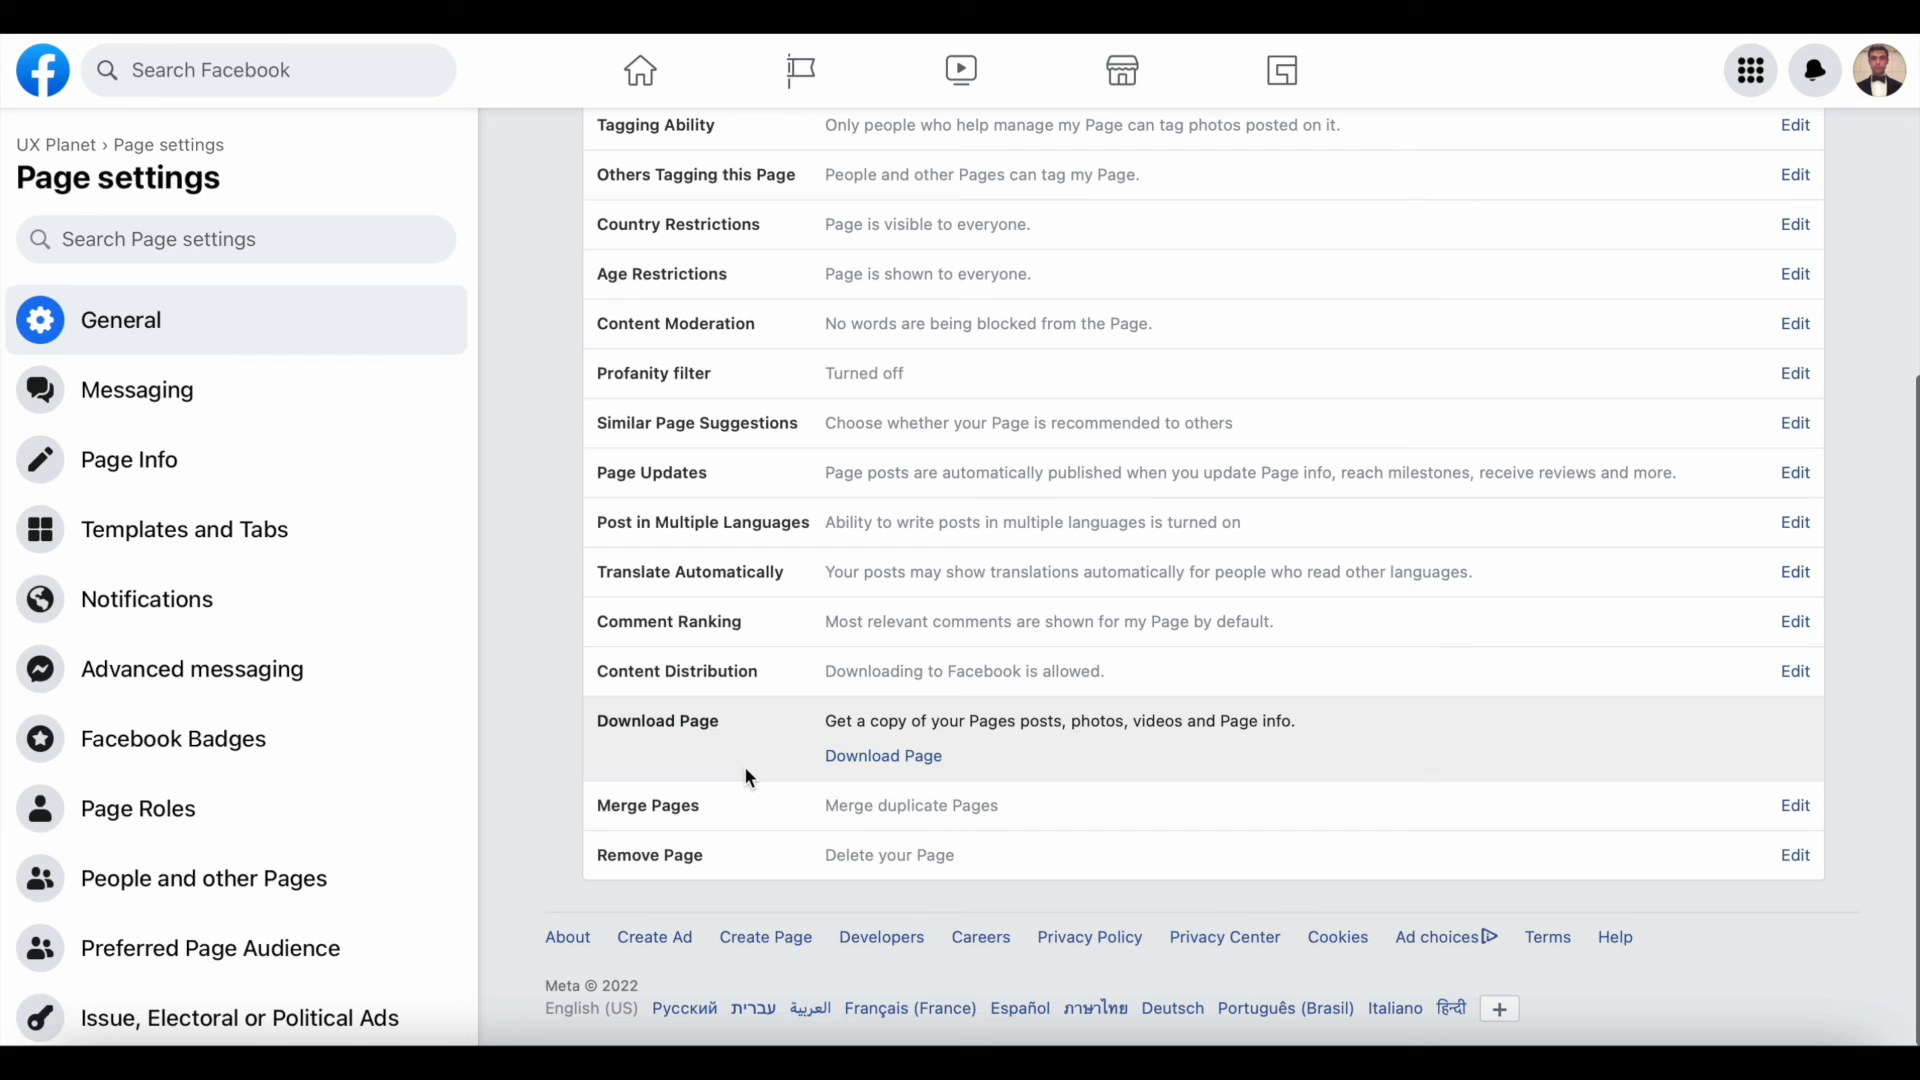 Search Facebook
UX Planet › Page settings
Page settings
Search Page settings
General
Messaging
Page Info
Templates and Tabs
Notifications
Advanced messaging
Facebook Badges
Page Roles
People and other Pages
Preferred Page Audience
Issue, Electoral or Political Ads
Tagging Ability Only people who help manage my Page can tag photos posted on it. Edit
Others Tagging this Page People and other Pages can tag my Page. Edit
Country Restrictions Page is visible to everyone. Edit
Age Restrictions Page is shown to everyone. Edit
Content Moderation No words are being blocked from the Page. Edit
Profanity filter Turned off Edit
Similar Page Suggestions Choose whether your Page is recommended to others Edit
Page Updates Page posts are automatically published when you update Page info, reach milestones, receive reviews and more. Edit
Post in Multiple Languages Ability to write posts in multiple languages is turned on Edit
Translate Automatically Your posts may show translations automatically for people who read other languages. Edit
Comment Ranking Most relevant comments are shown for my Page by default. Edit
Content Distribution Downloading to Facebook is allowed. Edit
Download Page Get a copy of your Pages posts, photos, videos and Page info.
Download Page
Merge Pages Merge duplicate Pages Edit
Remove Page Delete your Page Edit
About Create Ad Create Page Developers Careers Privacy Policy Privacy Center Cookies Ad choices Terms Help
Meta © 2022
English (US) Русский עברית العربية Français (France) Español ภาษาไทย Deutsch Português (Brasil) Italiano हिन्दी +